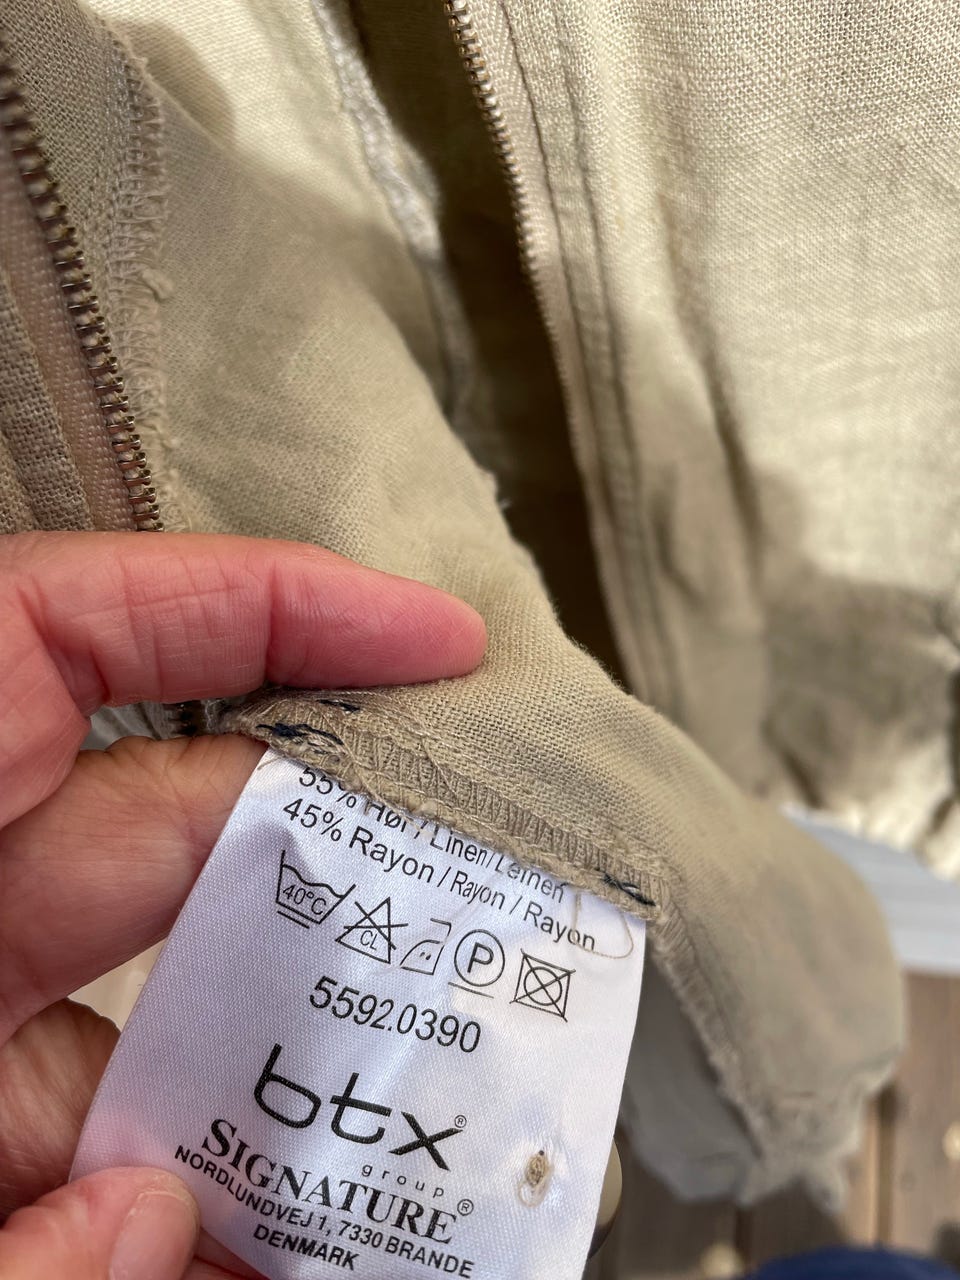 55% Hør/Linen/Leinen
45% Rayon / Rayon / Rayon
40°C CL P
5592.0390
btx®
group
SIGNATURE®
NORDLUNDVEJ 1, 7330 BRANDE
DENMARK